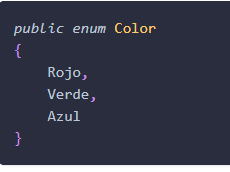 public enum Color
{
    Rojo,
    Verde,
    Azul
}